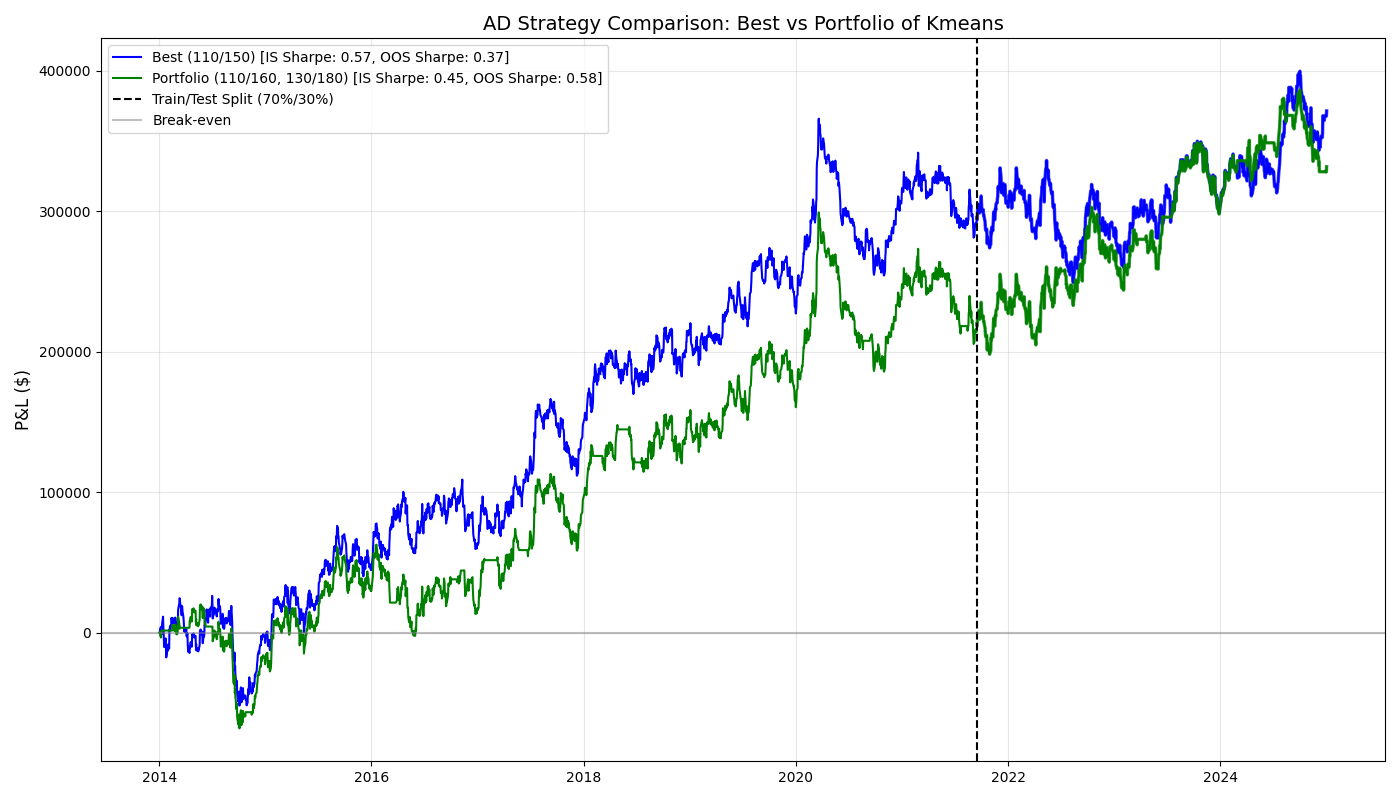 AD Strategy Comparison: Best vs Portfolio of Kmeans
Best (110/150) [IS Sharpe: 0.57, OOS Sharpe: 0.37]
Portfolio (110/160, 130/180) [IS Sharpe: 0.45, OOS Sharpe: 0.58]
Train/Test Split (70%/30%)
Break-even
P&L ($)
400000
300000
200000
100000
0
2014
2016
2018
2020
2022
2024